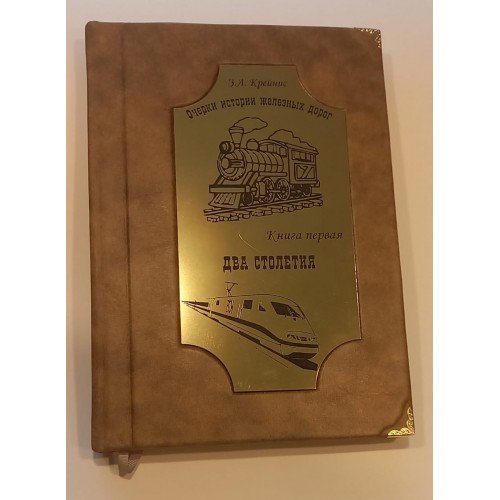 З.А. Крейнис
Очерки истории железных дорог
Книга первая
ДВА СТОЛЕТИЯ